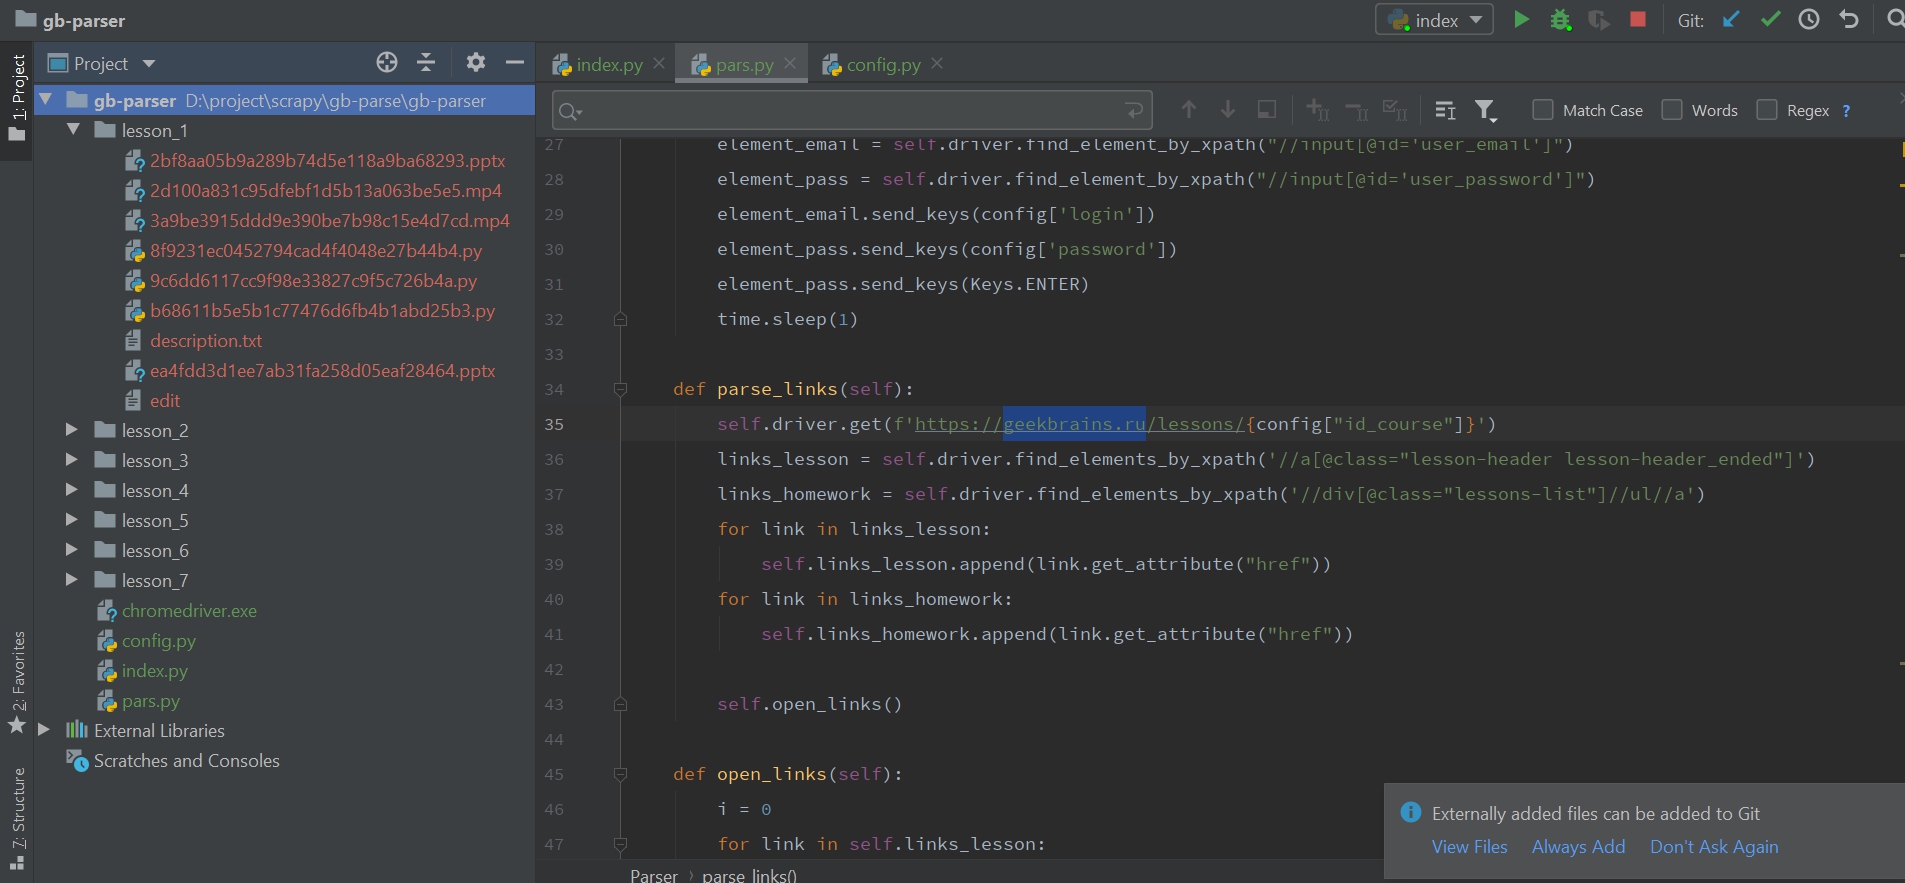 gb-parser
index
Git:
1: Project
Project
index.py
pars.py
config.py
gb-parser D:\project\scrapy\gb-parse\gb-parser
lesson_1
2bf8aa05b9a289b74d5e118a9ba68293.pptx
2d100a831c95dfebf1d5b13a063be5e5.mp4
3a9be3915ddd9e390be7b98c15e4d7cd.mp4
8f9231ec0452794cad4f4048e27b44b4.py
9c6dd6117cc9f98e33827c9f5c726b4a.py
b68611b5e5b1c77476d6fb4b1abd25b3.py
description.txt
ea4fdd3d1ee7ab31fa258d05eaf28464.pptx
edit
lesson_2
lesson_3
lesson_4
lesson_5
lesson_6
lesson_7
chromedriver.exe
config.py
index.py
pars.py
External Libraries
Scratches and Consoles
2: Favorites
7: Structure
Match Case
Words
Regex ?
27 element_email = self.driver.find_element_by_xpath("//input[@id='user_email']")
28 element_pass = self.driver.find_element_by_xpath("//input[@id='user_password']")
29 element_email.send_keys(config['login'])
30 element_pass.send_keys(config['password'])
31 element_pass.send_keys(Keys.ENTER)
32 time.sleep(1)
33
34 def parse_links(self):
35 self.driver.get(f'https://geekbrains.ru/lessons/{config["id_course"]}')
36 links_lesson = self.driver.find_elements_by_xpath('//a[@class="lesson-header lesson-header_ended"]')
37 links_homework = self.driver.find_elements_by_xpath('//div[@class="lessons-list"]//ul//a')
38 for link in links_lesson:
39 self.links_lesson.append(link.get_attribute("href"))
40 for link in links_homework:
41 self.links_homework.append(link.get_attribute("href"))
42
43 self.open_links()
44
45 def open_links(self):
46 i = 0
47 for link in self.links_lesson:
Parser › parse_links()
Externally added files can be added to Git
View Files Always Add Don't Ask Again